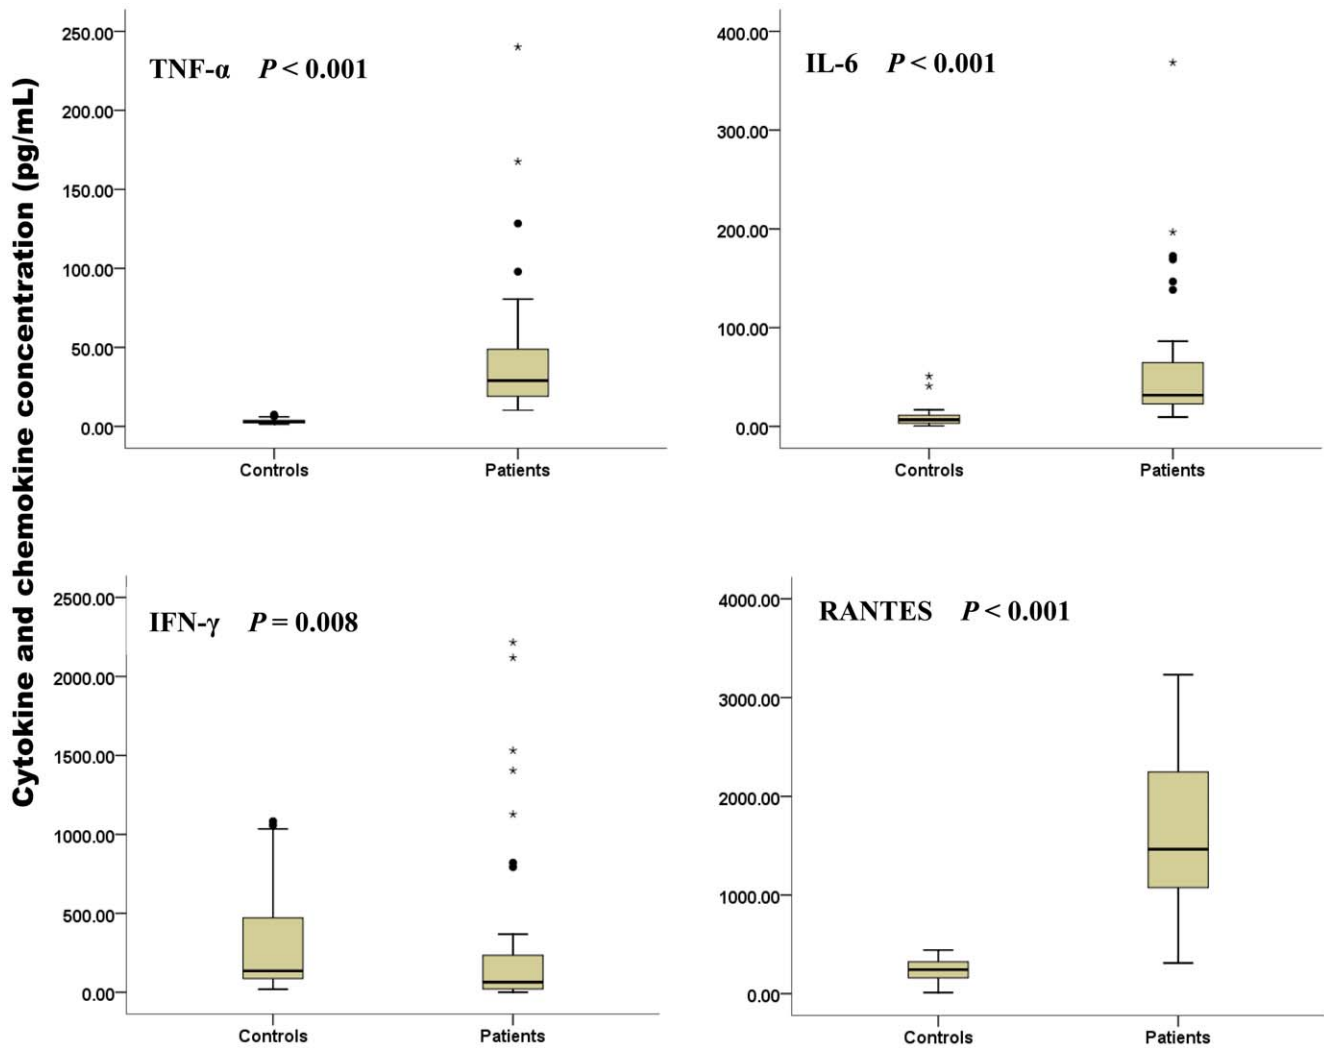 Cytokine and chemokine concentration (pg/mL)
TNF-α P < 0.001
250.00
200.00
150.00
100.00
50.00
0.00
Controls Patients
IL-6 P < 0.001
400.00
300.00
200.00
100.00
0.00
Controls Patients
IFN-γ P = 0.008
2500.00
2000.00
1500.00
1000.00
500.00
0.00
Controls Patients
RANTES P < 0.001
4000.00
3000.00
2000.00
1000.00
0.00
Controls Patients